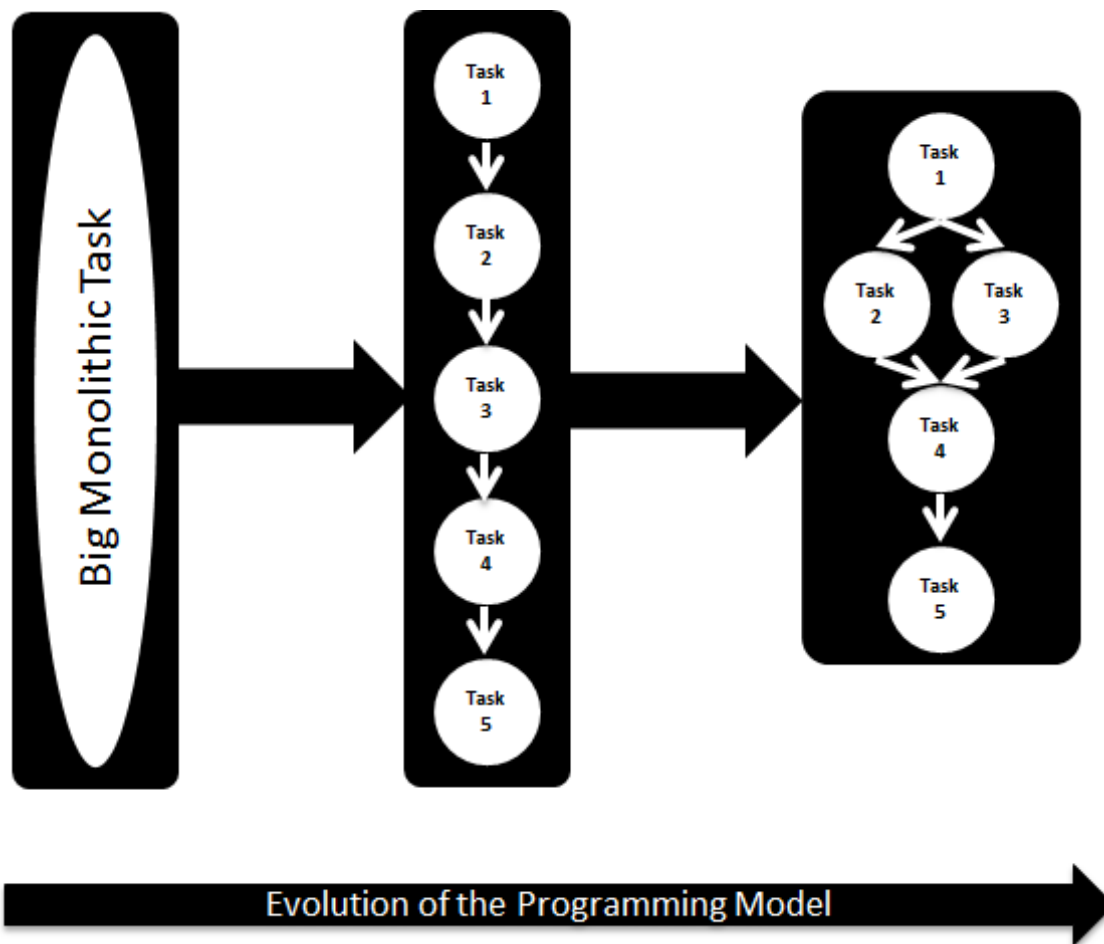 Big Monolithic Task
Task
1
Task
2
Task
3
Task
4
Task
5
Task
1
Task
2
Task
3
Task
4
Task
5
Evolution of the Programming Model